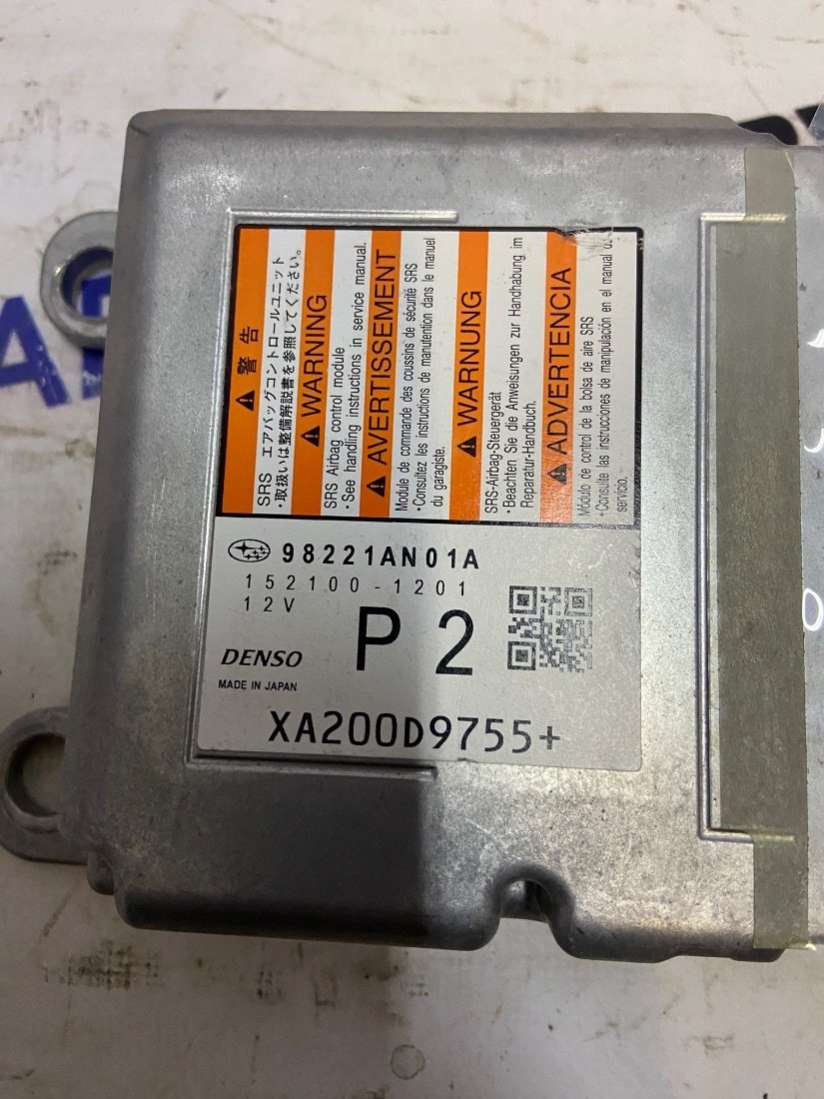 警告
SRS エアバッグコントロールユニット
・取扱いは整備解説書を参照してください。
WARNING
SRS Airbag control module
・See handling instructions in service manual.
AVERTISSEMENT
Module de commande des coussins de sécurité SRS
・Consultez les instructions de manutention dans le manuel
du garagiste.
WARNUNG
SRS-Airbag-Steuergerät
・Beachten Sie die Anweisungen zur Handhabung im
Reparatur-Handbuch.
ADVERTENCIA
Módulo de control de la bolsa de aire SRS
・Consulte las instrucciones de manipulación en el manual de
servicio.
98221AN01A
152100-1201
12V
P2
DENSO
MADE IN JAPAN
XA200D9755+